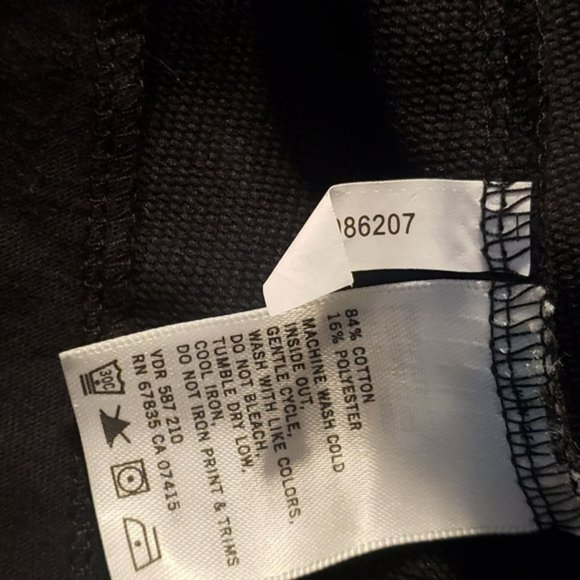 86207
84% COTTON
16% POLYESTER
MACHINE WASH COLD
INSIDE OUT,
GENTLE CYCLE,
WASH WITH LIKE COLORS.
DO NOT BLEACH,
TUMBLE DRY LOW.
COOL IRON,
DO NOT IRON PRINT & TRIMS
VDR 587 210
RN 67835 CA 07415
30C